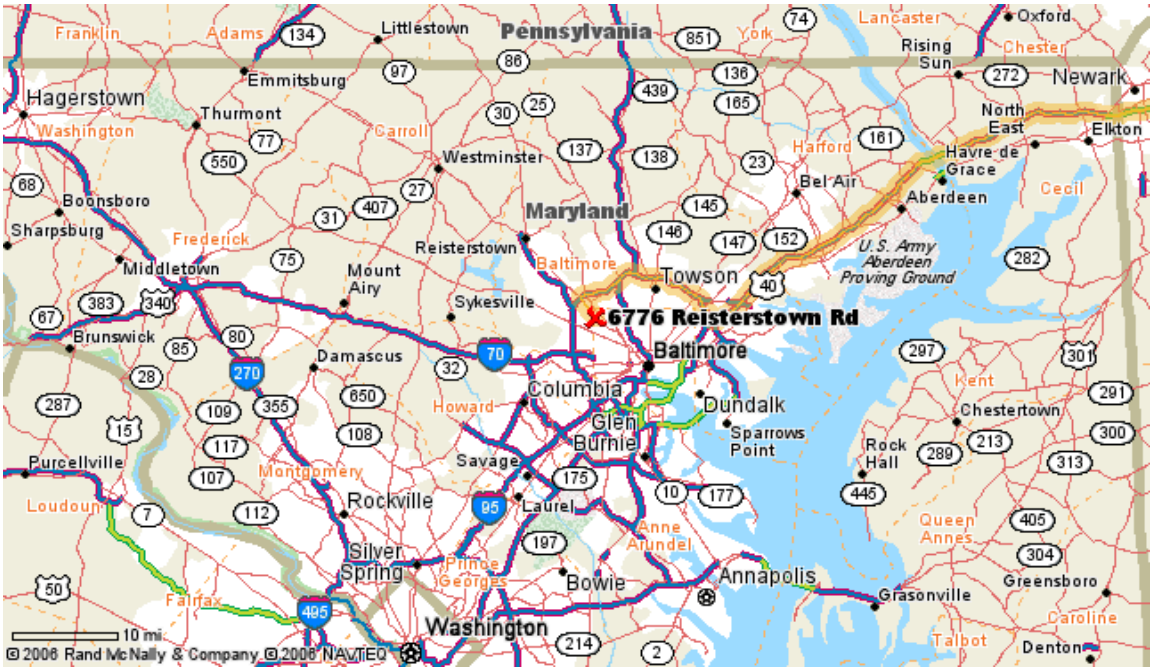 Franklin
Adams
134
Littlestown
Pennsylvania
74
Lancaster
Oxford
851
York
Rising
Sun
Chester
Emmitsburg
97
86
439
136
272
Newark
Hagerstown
165
Thurmont
25
30
North
East
Washington
77
Carroll
137
138
161
Elkton
550
Westminster
23
Harford
Havre de
Grace
68
27
Bel Air
Cecil
Boonsboro
407
145
Aberdeen
31
Maryland
Sharpsburg
Frederick
Reisterstown
146
147
152
U.S. Army
Aberdeen
Proving Ground
282
75
Baltimore
Middletown
Mount
Airy
Towson
40
383
340
Sykesville
67
6776 Reisterstown Rd
80
Brunswick
85
70
Baltimore
297
301
Damascus
32
28
270
Kent
287
650
Columbia
291
109
355
Howard
Dundalk
Chestertown
15
108
Glen
Burnie
Sparrows
Point
213
300
117
Rock
Hall
289
Purcellville
107
Montgomery
Savage
175
313
Loudoun
Rockville
10
177
445
7
112
95
Laurel
Queen
Annes
405
197
Anne
Arundel
304
Silver
Spring
Prince
Georges
50
Bowie
Annapolis
Greensboro
Fairfax
495
Grasonville
Caroline
10 mi
Washington
214
2
Talbot
Denton
© 2006 Rand McNally & Company © 2006 NAVTEQ